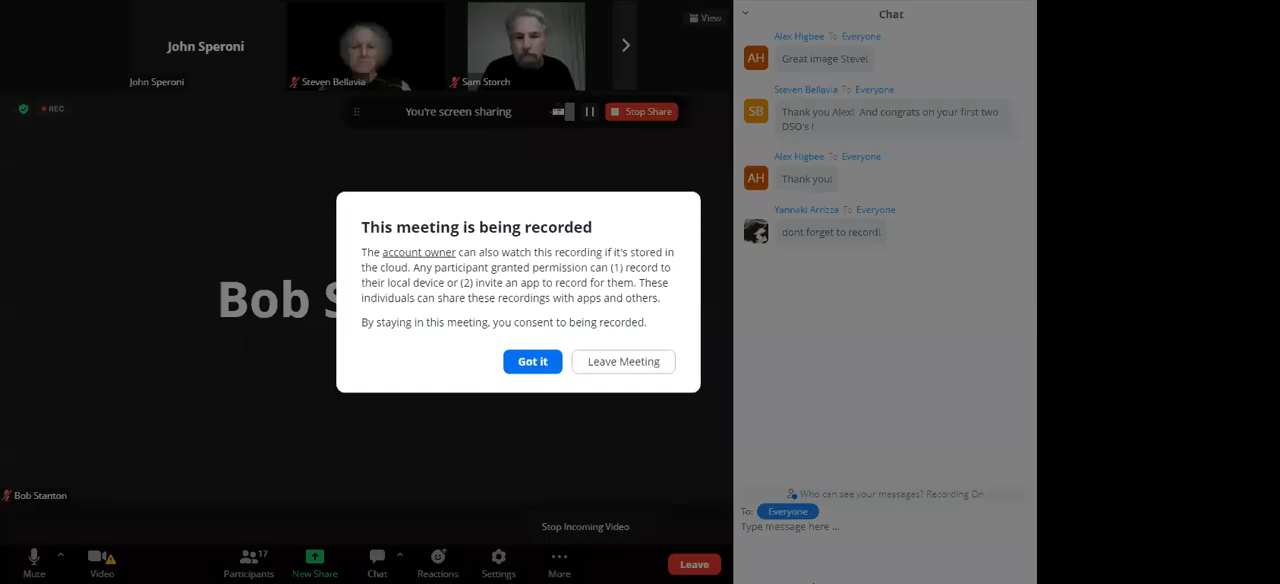 John Speroni
John Speroni
Steven Bellavia
Sam Storch
View
REC
You're screen sharing
Stop Share
Bob S
This meeting is being recorded
The account owner can also watch this recording if it's stored in
the cloud. Any participant granted permission can (1) record to
their local device or (2) invite an app to record for them. These
individuals can share these recordings with apps and others.
By staying in this meeting, you consent to being recorded.
Got it
Leave Meeting
Bob Stanton
Stop Incoming Video
Mute
Video
17
Participants
New Share
Chat
Reactions
Settings
More
Leave
Chat
Alex Higbee To Everyone
AH
Great image Steve!
Steven Bellavia To Everyone
SB
Thank you Alex! And congrats on your first two
DSO's !
Alex Higbee To Everyone
AH
Thank you!
Yannaki Arrizza To Everyone
dont forget to record!
Who can see your messages? Recording On
To: Everyone
Type message here ...